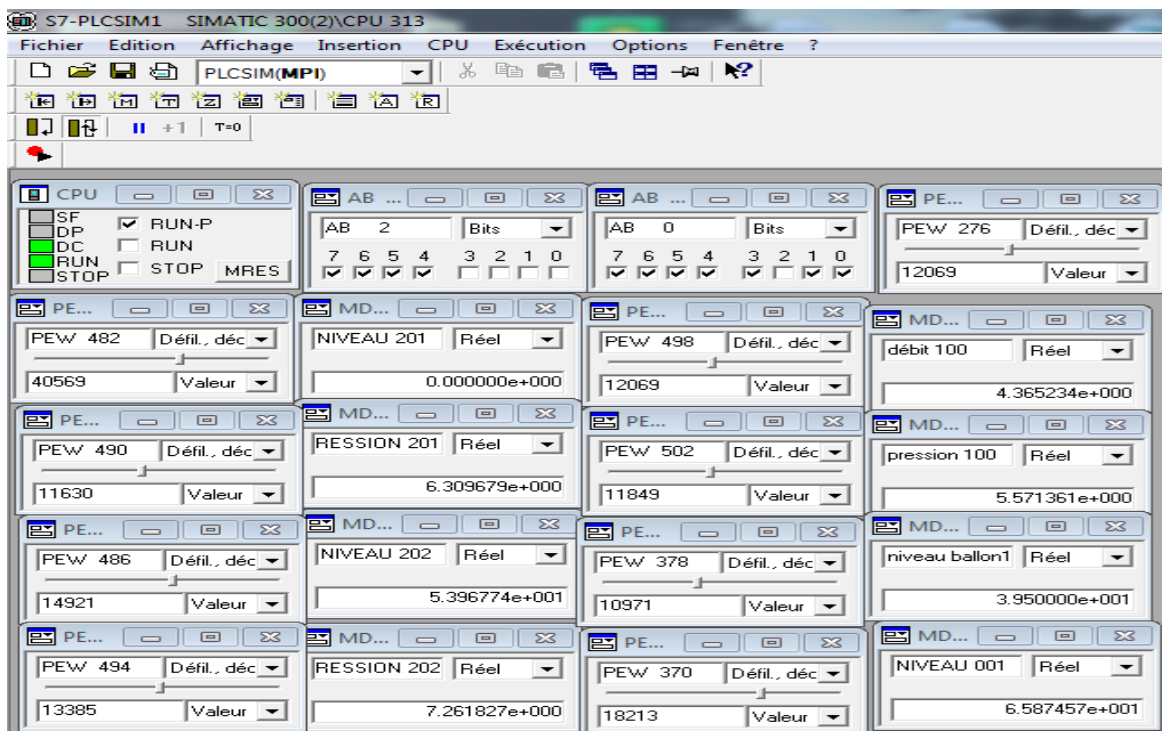 S7-PLCSIM1 SIMATIC 300(2)\CPU 313
Fichier Edition Affichage Insertion CPU Exécution Options Fenêtre ?
PLCSIM(MPI)
+1 T=0
CPU
SF
DP
DC
RUN
STOP
RUN-P
RUN
STOP MRES
AB ...
AB 2 Bits
7 6 5 4 3 2 1 0
AB ...
AB 0 Bits
7 6 5 4 3 2 1 0
PE...
PEW 276 Défil., déc
12069 Valeur
PE...
PEW 482 Défil., déc
40569 Valeur
MD...
NIVEAU 201 Réel
0.000000e+000
PE...
PEW 498 Défil., déc
12069 Valeur
MD...
débit 100 Réel
4.365234e+000
PE...
PEW 490 Défil., déc
11630 Valeur
MD...
RESSION 201 Réel
6.309679e+000
PE...
PEW 502 Défil., déc
11849 Valeur
MD...
pression 100 Réel
5.571361e+000
PE...
PEW 486 Défil., déc
14921 Valeur
MD...
NIVEAU 202 Réel
5.396774e+001
PE...
PEW 378 Défil., déc
10971 Valeur
MD...
niveau ballon1 Réel
3.950000e+001
PE...
PEW 494 Défil., déc
13385 Valeur
MD...
RESSION 202 Réel
7.261827e+000
PE...
PEW 370 Défil., déc
18213 Valeur
MD...
NIVEAU 001 Réel
6.587457e+001